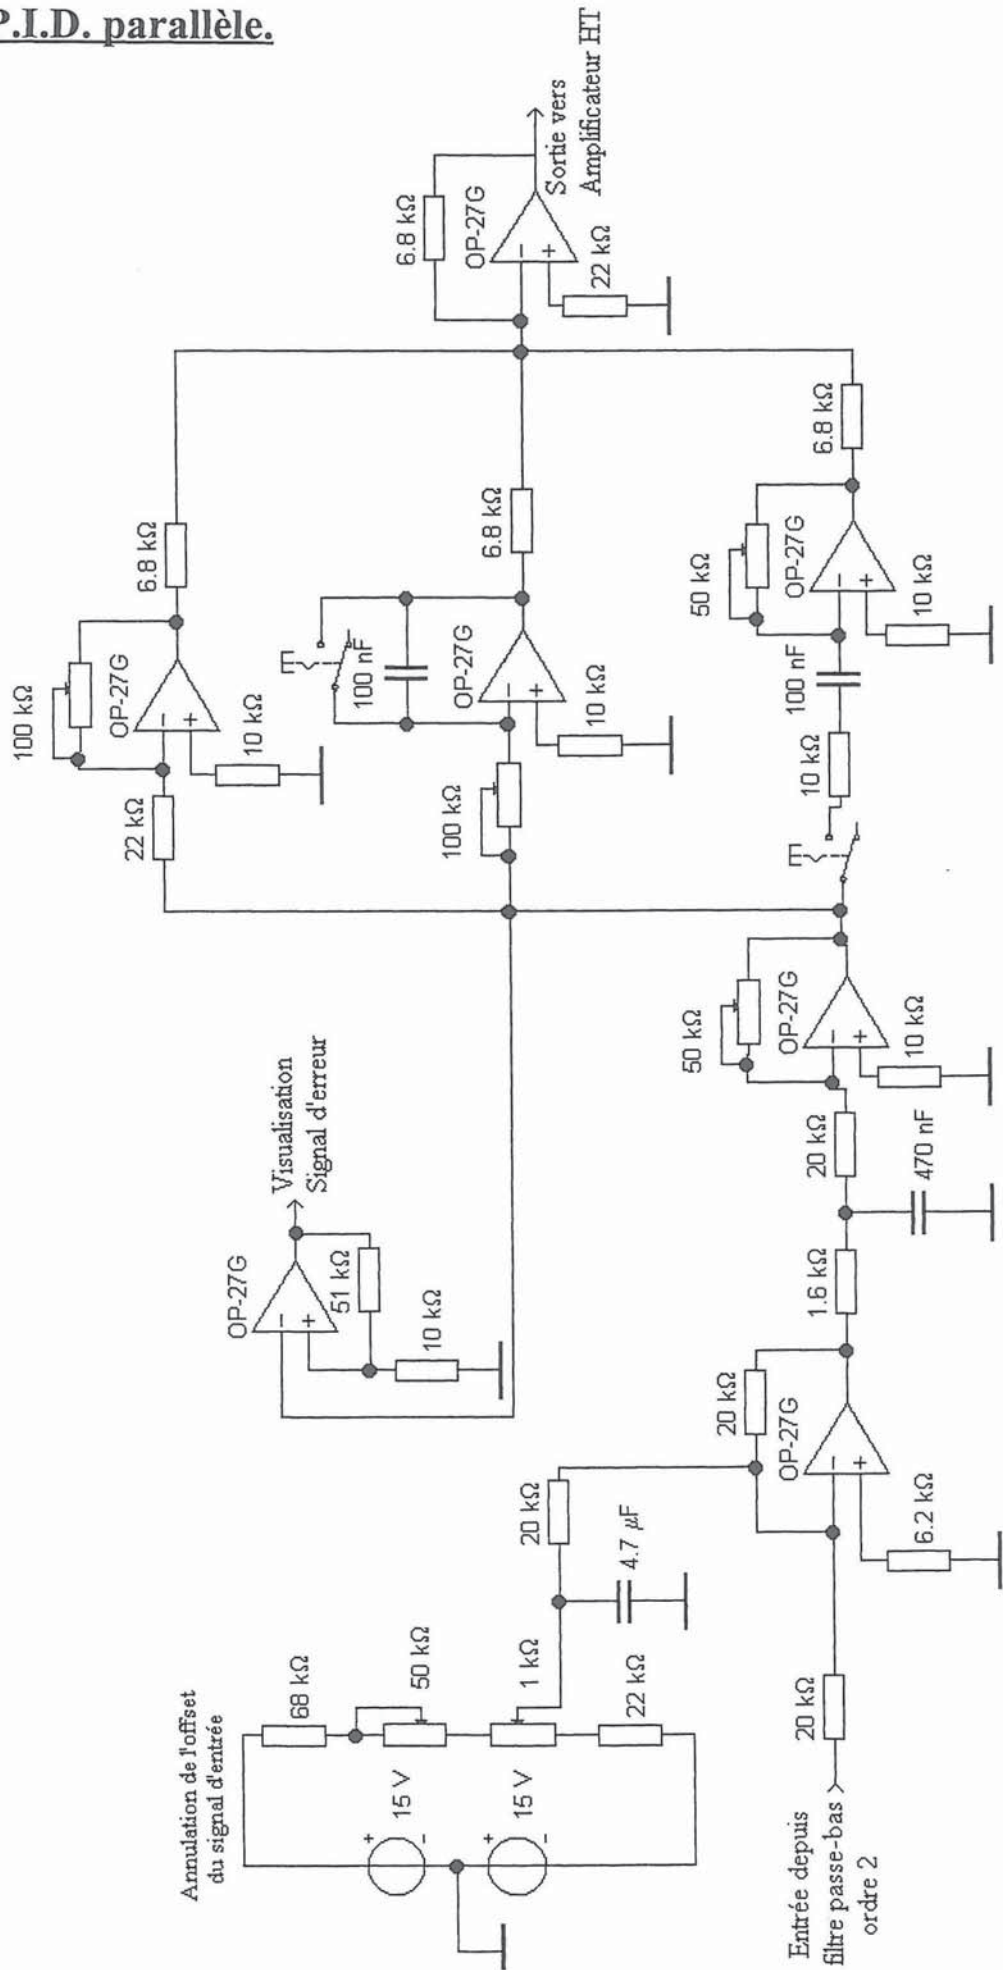 P.I.D. parallèle.
Annulation de l'offset
du signal d'entrée
68 kΩ
50 kΩ
1 kΩ
22 kΩ
15 V
15 V
+
-
+
-
20 kΩ
4.7 µF
Entrée depuis
filtre passe-bas
ordre 2
20 kΩ
20 kΩ
OP-27G
-
+
6.2 kΩ
1.6 kΩ
470 nF
20 kΩ
50 kΩ
OP-27G
-
+
10 kΩ
OP-27G
-
+
51 kΩ
10 kΩ
Visualisation
Signal d'erreur
22 kΩ
100 kΩ
OP-27G
-
+
10 kΩ
6.8 kΩ
100 kΩ
100 nF
OP-27G
-
+
10 kΩ
6.8 kΩ
10 kΩ
100 nF
50 kΩ
OP-27G
-
+
10 kΩ
6.8 kΩ
6.8 kΩ
OP-27G
-
+
22 kΩ
Sortie vers
Amplificateur HT